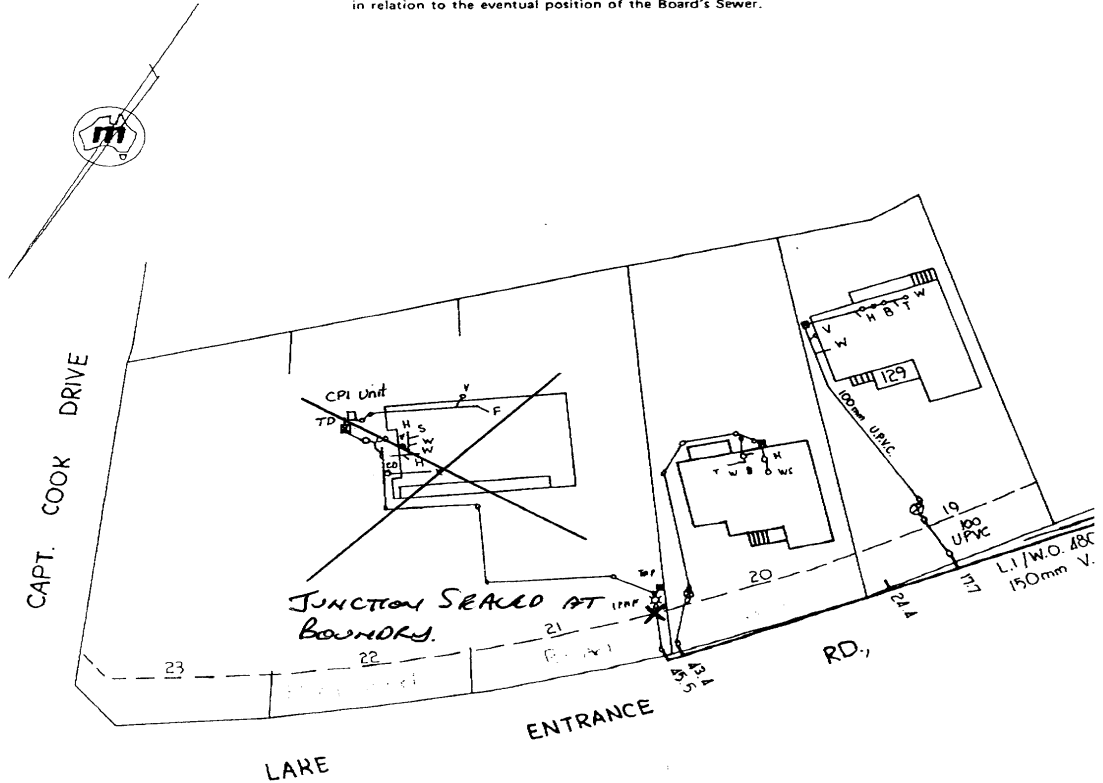 in relation to the eventual position of the Board's Sewer.
m
CAPT. COOK DRIVE
CPI Unit
TD
V
F
H
S
V
W
W
H
JUNCTION SEALED AT
BOUNDRY.
T
W
B
H
WC
V
W
H
B
T
W
129
100mm U.P.V.C.
19
100
UPVC
L.I/W.O. 480
150mm V.
17.7
24.4
43.4
45.5
20
21
22
23
LAKE ENTRANCE RD.,